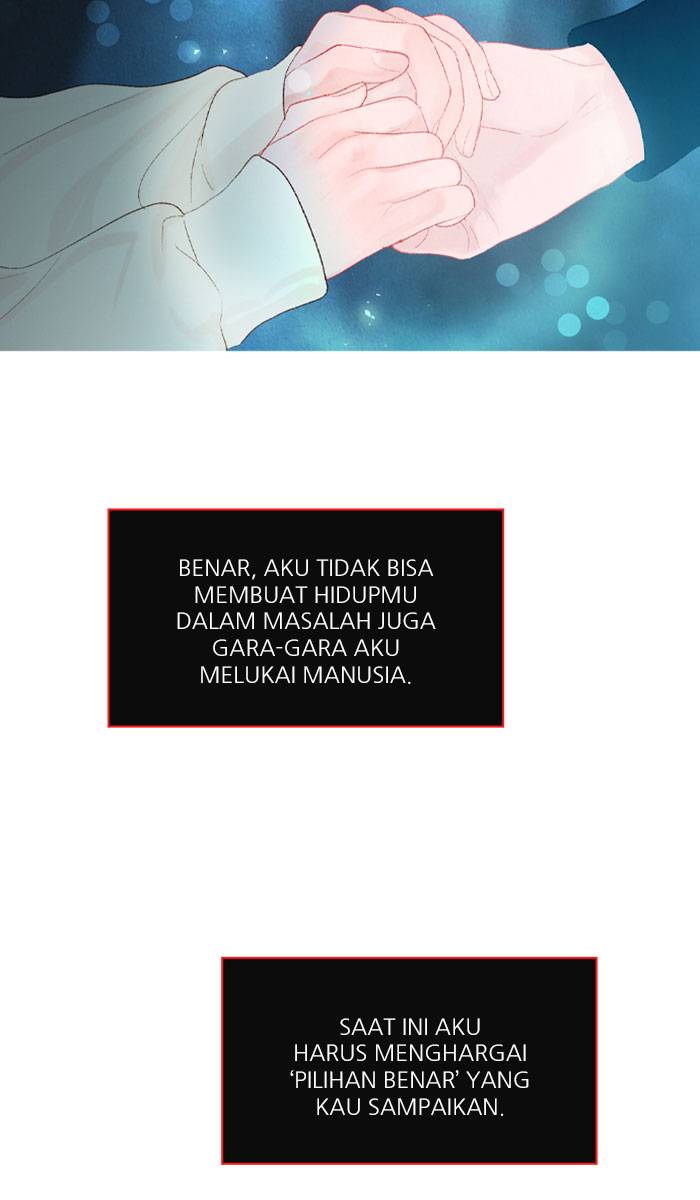 BENAR, AKU TIDAK BISA
MEMBUAT HIDUPMU
DALAM MASALAH JUGA
GARA-GARA AKU
MELUKAI MANUSIA.
SAAT INI AKU
HARUS MENGHARGAI
‘PILIHAN BENAR’ YANG
KAU SAMPAIKAN.